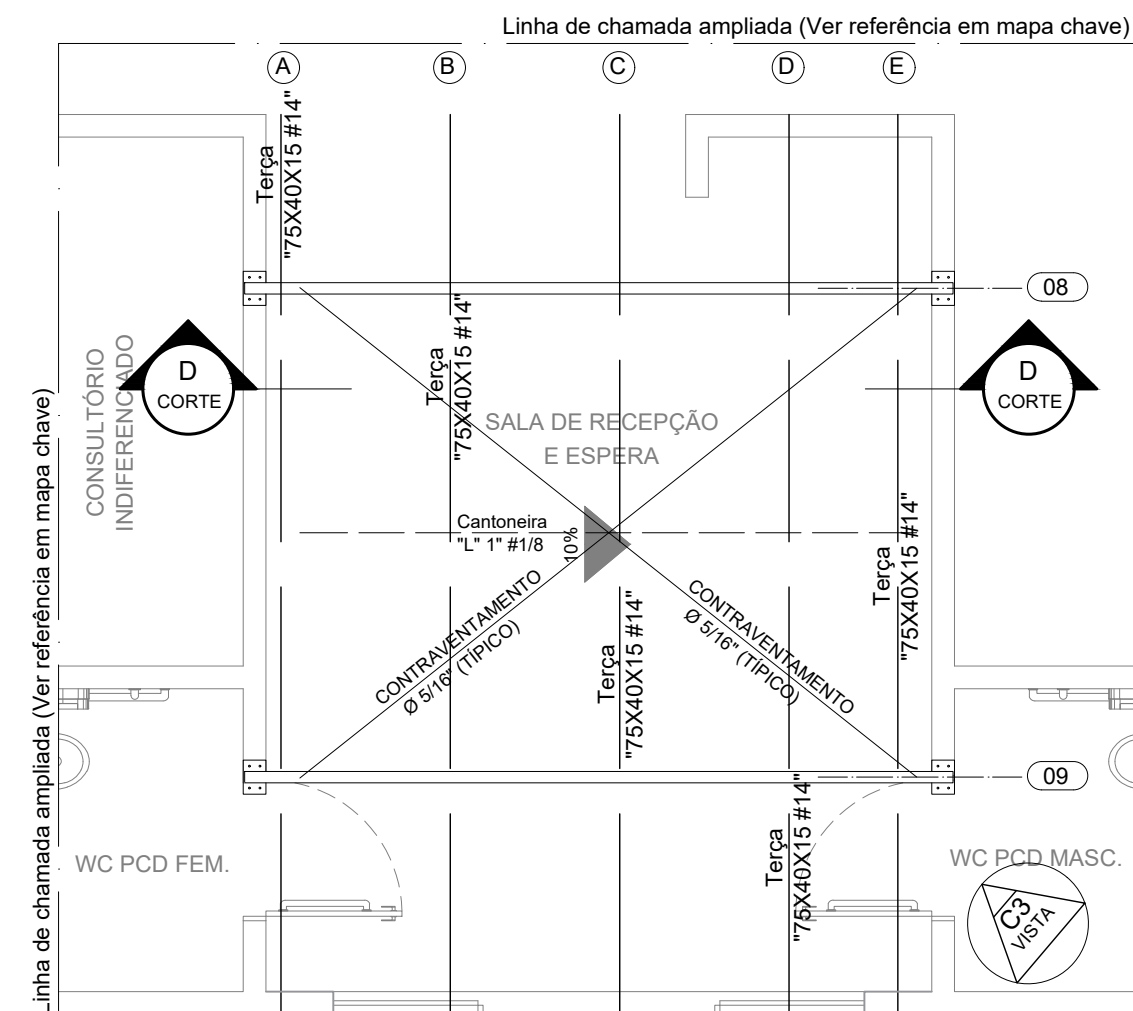 Linha de chamada ampliada (Ver referência em mapa chave)
A
B
C
D
E
Terça
"75X40X15 #14"
08
Terça
"75X40X15 #14"
CONSULTÓRIO
INDIFERENCIADO
D
CORTE
D
CORTE
SALA DE RECEPÇÃO
E ESPERA
Linha de chamada ampliada (Ver referência em mapa chave)
Cantoneira
"L" 1" #1/8
10%
Terça
"75X40X15 #14"
CONTRAVENTAMENTO
Ø 5/16" (TÍPICO)
CONTRAVENTAMENTO
Ø 5/16" (TÍPICO)
Terça
"75X40X15 #14"
09
Terça
"75X40X15 #14"
WC PCD FEM.
WC PCD MASC.
C3
VISTA